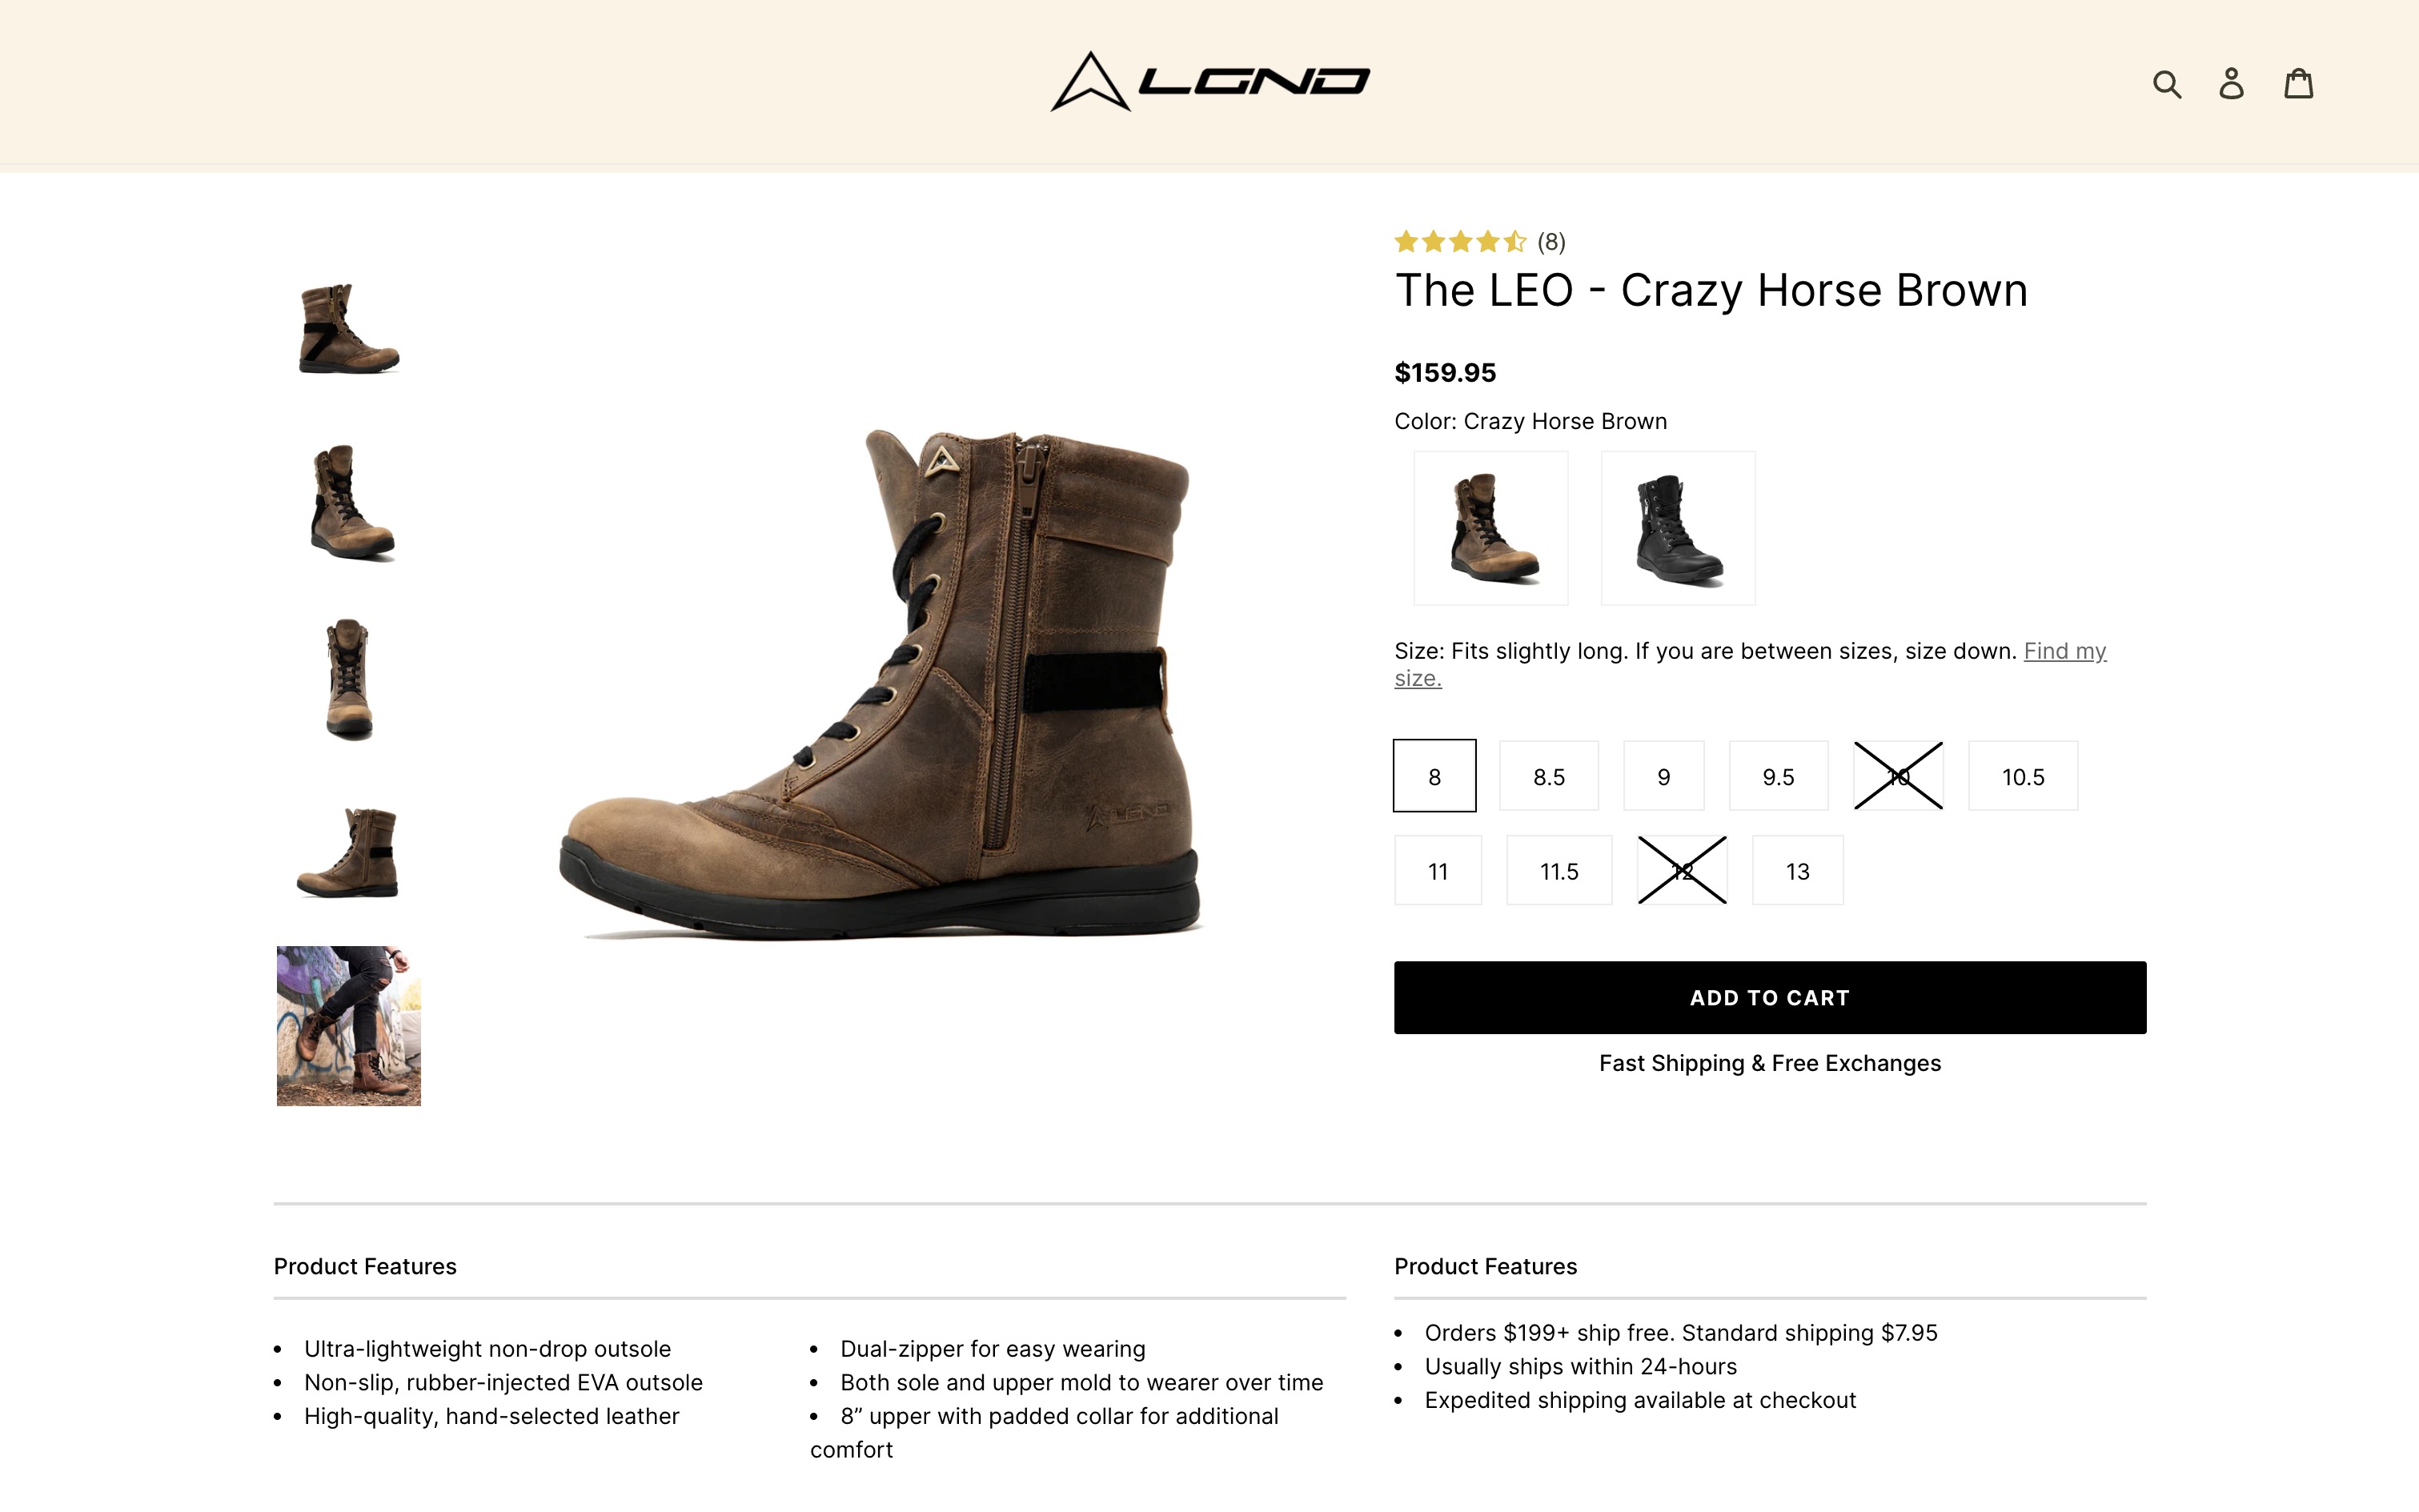 LGND
(8)
The LEO - Crazy Horse Brown
$159.95
Color: Crazy Horse Brown
Size: Fits slightly long. If you are between sizes, size down. Find my
size.
8 8.5 9 9.5 10 10.5
11 11.5 12 13
LGND
ADD TO CART
Fast Shipping & Free Exchanges
Product Features
Ultra-lightweight non-drop outsole
Non-slip, rubber-injected EVA outsole
High-quality, hand-selected leather
Dual-zipper for easy wearing
Both sole and upper mold to wearer over time
8” upper with padded collar for additional
comfort
Product Features
Orders $199+ ship free. Standard shipping $7.95
Usually ships within 24-hours
Expedited shipping available at checkout